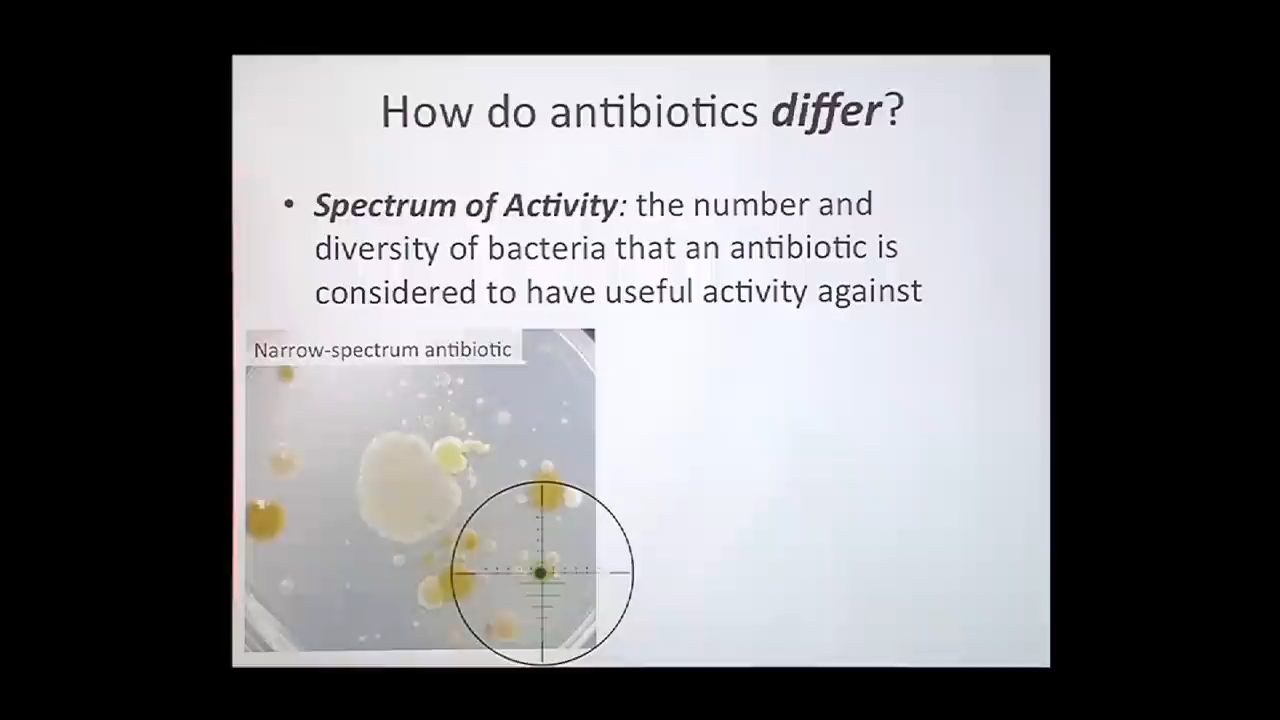 How do antibiotics differ?
• Spectrum of Activity: the number and
diversity of bacteria that an antibiotic is
considered to have useful activity against
Narrow-spectrum antibiotic